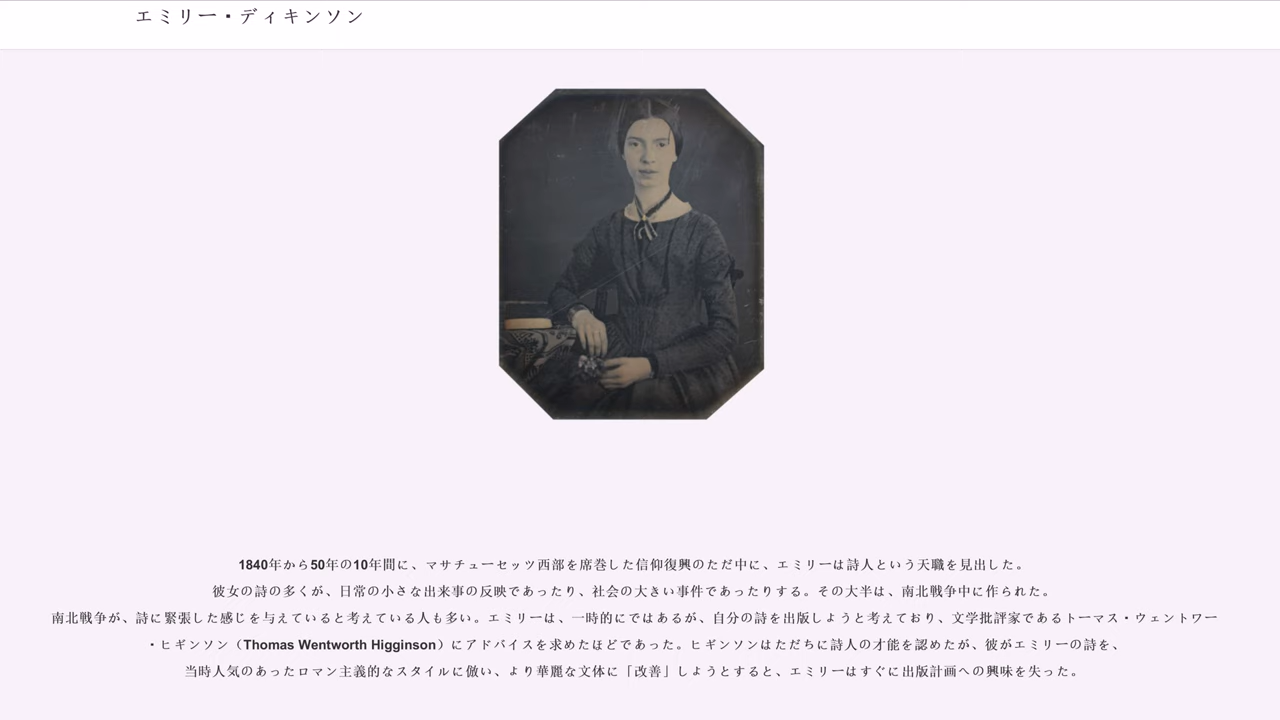 エミリー・ディキンソン
1840年から50年の10年間に、マサチューセッツ西部を席巻した信仰復興のただ中に、エミリーは詩人という天職を見出した。
彼女の詩の多くが、日常の小さな出来事の反映であったり、社会の大きい事件であったりする。その大半は、南北戦争中に作られた。
南北戦争が、詩に緊張した感じを与えていると考えている人も多い。エミリーは、一時的にではあるが、自分の詩を出版しようと考えており、文学批評家であるトーマス・ウェントワー
・ヒギンソン（Thomas Wentworth Higginson）にアドバイスを求めたほどであった。ヒギンソンはただちに詩人の才能を認めたが、彼がエミリーの詩を、
当時人気のあったロマン主義的なスタイルに倣い、より華麗な文体に「改善」しようとすると、エミリーはすぐに出版計画への興味を失った。